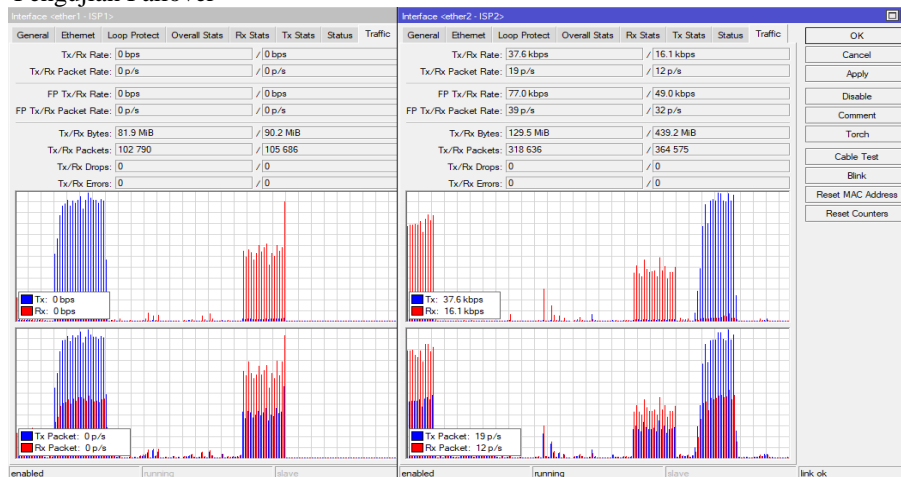 Pengujian Failover
Interface <ether1 - ISP1>
General Ethernet Loop Protect Overall Stats Rx Stats Tx Stats Status Traffic
Tx/Rx Rate: 0 bps / 0 bps
Tx/Rx Packet Rate: 0 p/s / 0 p/s
FP Tx/Rx Rate: 0 bps / 0 bps
FP Tx/Rx Packet Rate: 0 p/s / 0 p/s
Tx/Rx Bytes: 81.9 MiB / 90.2 MiB
Tx/Rx Packets: 102 790 / 105 686
Tx/Rx Drops: 0 / 0
Tx/Rx Errors: 0 / 0
Tx: 0 bps
Rx: 0 bps
Tx Packet: 0 p/s
Rx Packet: 0 p/s
enabled running slave
Interface <ether2 - ISP2>
General Ethernet Loop Protect Overall Stats Rx Stats Tx Stats Status Traffic
Tx/Rx Rate: 37.6 kbps / 16.1 kbps
Tx/Rx Packet Rate: 19 p/s / 12 p/s
FP Tx/Rx Rate: 77.0 kbps / 49.0 kbps
FP Tx/Rx Packet Rate: 39 p/s / 32 p/s
Tx/Rx Bytes: 129.5 MiB / 439.2 MiB
Tx/Rx Packets: 318 636 / 364 575
Tx/Rx Drops: 0 / 0
Tx/Rx Errors: 0 / 0
Tx: 37.6 kbps
Rx: 16.1 kbps
Tx Packet: 19 p/s
Rx Packet: 12 p/s
enabled running slave link ok
OK
Cancel
Apply
Disable
Comment
Torch
Cable Test
Blink
Reset MAC Address
Reset Counters